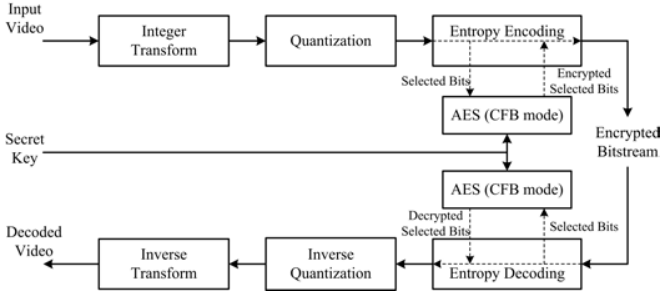 Input
Video
Integer
Transform
Quantization
Entropy Encoding
Selected Bits
Encrypted
Selected Bits
AES (CFB mode)
Secret
Key
Encrypted
Bitstream
AES (CFB mode)
Decrypted
Selected Bits
Selected Bits
Decoded
Video
Inverse
Transform
Inverse
Quantization
Entropy Decoding